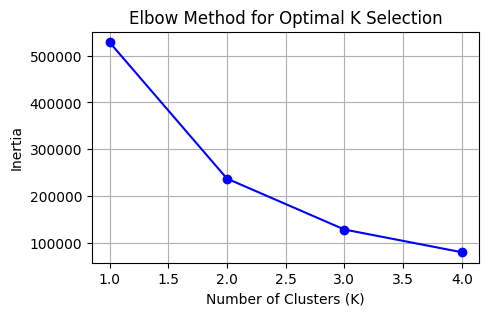 Elbow Method for Optimal K Selection
500000
400000
300000
200000
100000
Inertia
1.0 1.5 2.0 2.5 3.0 3.5 4.0
Number of Clusters (K)